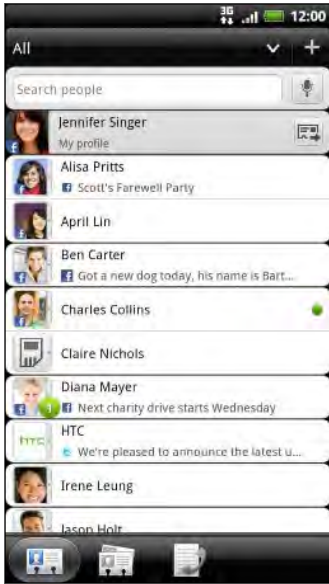 3G 12:00
All
Search people
Jennifer Singer
My profile
Alisa Pritts
Scott's Farewell Party
April Lin
Ben Carter
Got a new dog today, his name is Bart...
Charles Collins
Claire Nichols
Diana Mayer
1 Next charity drive starts Wednesday
hTC HTC
We're pleased to announce the latest u...
Irene Leung
Jason Holt